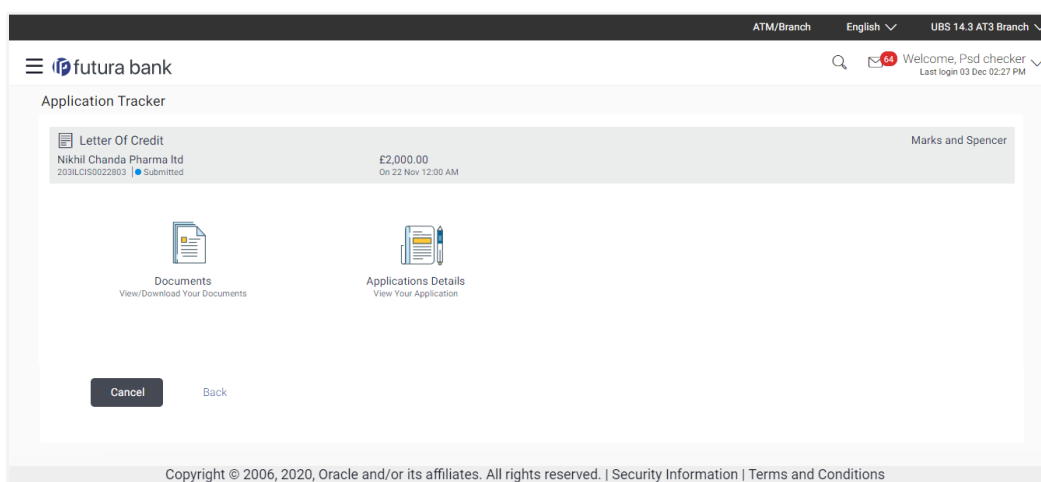 ATM/Branch English UBS 14.3 AT3 Branch
futura bank 64 Welcome, Psd checker
Last login 03 Dec 02:27 PM
Application Tracker
Letter Of Credit Marks and Spencer
Nikhil Chanda Pharma ltd £2,000.00
203ILCIS0022803 | Submitted On 22 Nov 12:00 AM
Documents Applications Details
View/Download Your Documents View Your Application
Cancel Back
Copyright © 2006, 2020, Oracle and/or its affiliates. All rights reserved. | Security Information | Terms and Conditions